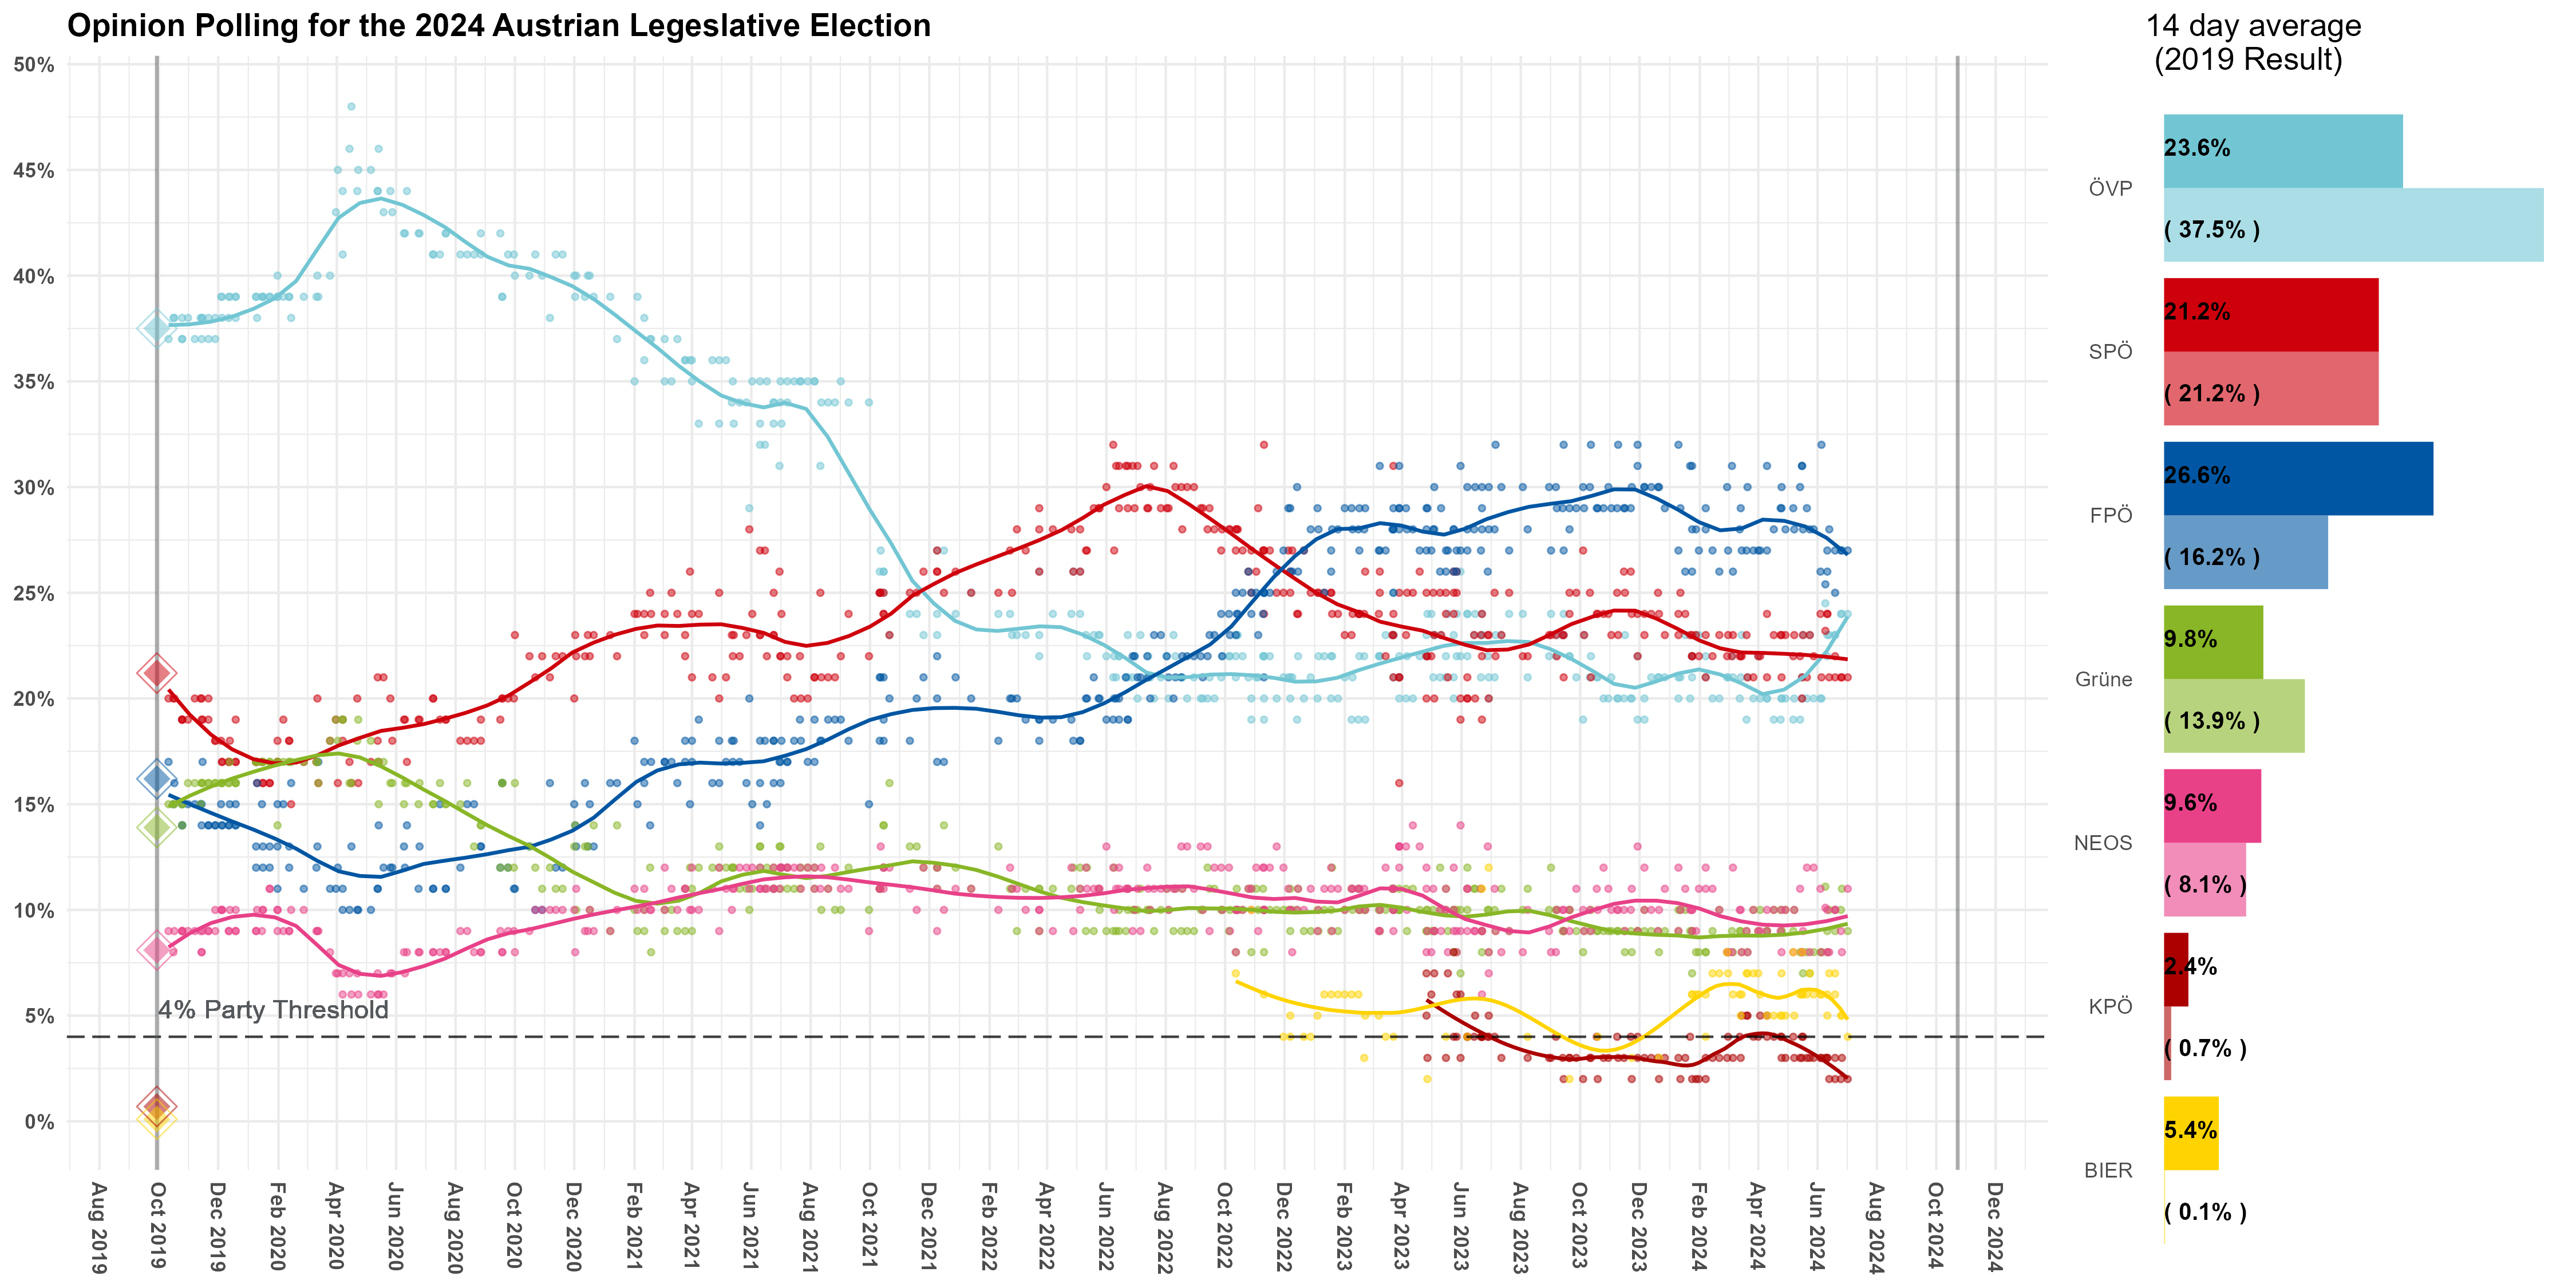 Opinion Polling for the 2024 Austrian Legeslative Election
14 day average
(2019 Result)
50%
45%
40%
35%
30%
25%
20%
15%
10%
5%
0%
4% Party Threshold
Aug 2019
Oct 2019
Dec 2019
Feb 2020
Apr 2020
Jun 2020
Aug 2020
Oct 2020
Dec 2020
Feb 2021
Apr 2021
Jun 2021
Aug 2021
Oct 2021
Dec 2021
Feb 2022
Apr 2022
Jun 2022
Aug 2022
Oct 2022
Dec 2022
Feb 2023
Apr 2023
Jun 2023
Aug 2023
Oct 2023
Dec 2023
Feb 2024
Apr 2024
Jun 2024
Aug 2024
Oct 2024
Dec 2024
ÖVP
23.6%
( 37.5% )
SPÖ
21.2%
( 21.2% )
FPÖ
26.6%
( 16.2% )
Grüne
9.8%
( 13.9% )
NEOS
9.6%
( 8.1% )
KPÖ
2.4%
( 0.7% )
BIER
5.4%
( 0.1% )